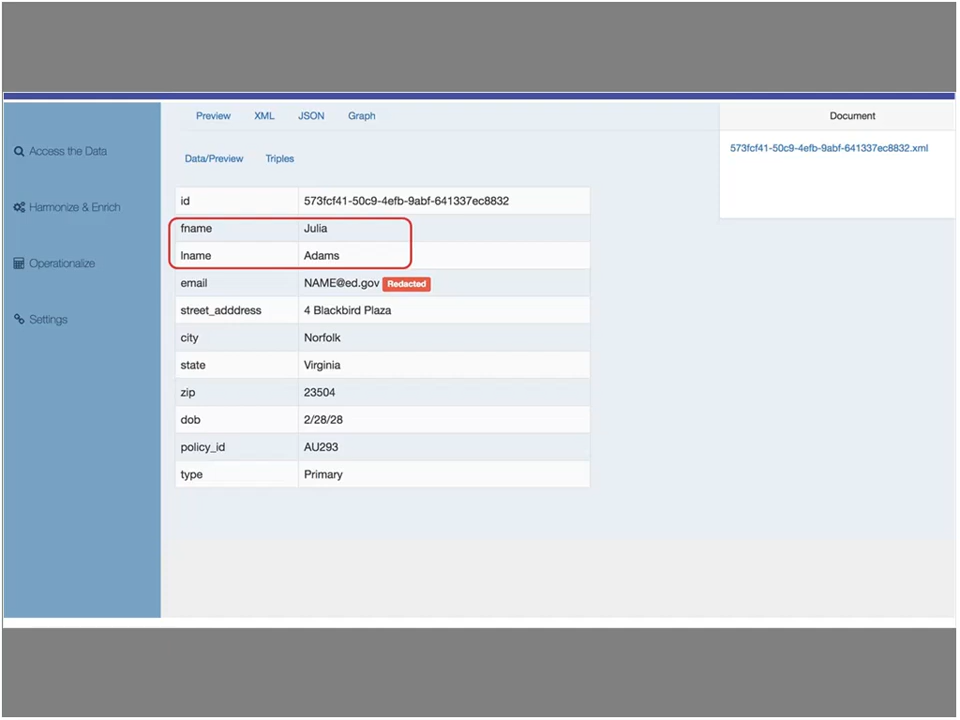 Preview XML JSON Graph
Document
Access the Data
Data/Preview Triples
573fcf41-50c9-4efb-9abf-641337ec8832.xml
Harmonize & Enrich
Operationalize
Settings
id 573fcf41-50c9-4efb-9abf-641337ec8832
fname Julia
lname Adams
email NAME@ed.gov Redacted
street_adddress 4 Blackbird Plaza
city Norfolk
state Virginia
zip 23504
dob 2/28/28
policy_id AU293
type Primary